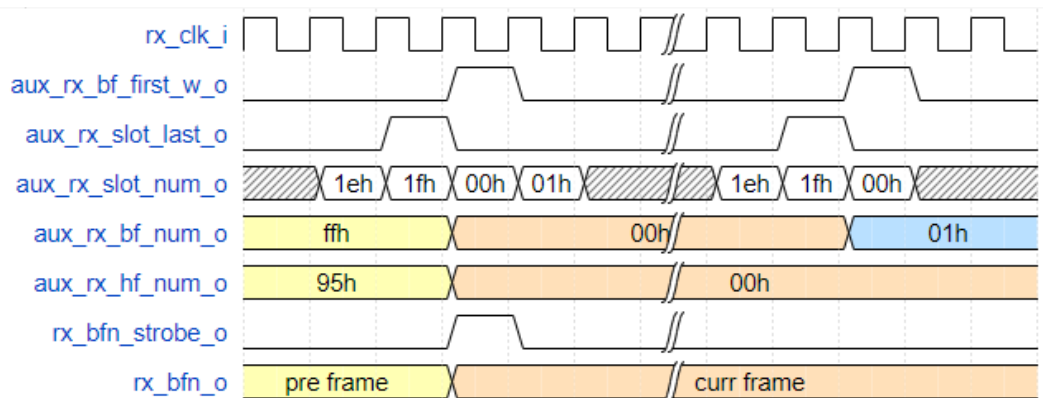 rx_clk_i
aux_rx_bf_first_w_o
aux_rx_slot_last_o
aux_rx_slot_num_o 1eh 1fh 00h 01h 1eh 1fh 00h
aux_rx_bf_num_o ffh 00h 01h
aux_rx_hf_num_o 95h 00h
rx_bfn_strobe_o
rx_bfn_o pre frame curr frame